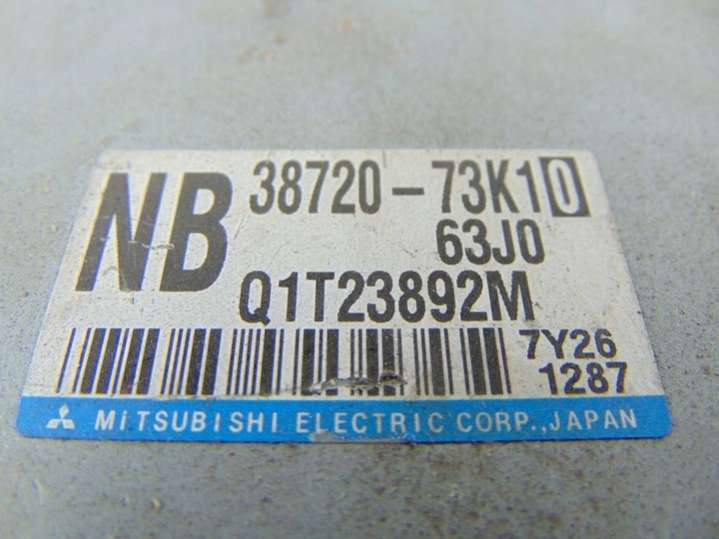 NB
38720-73K10
63J0
Q1T23892M
7Y26
1287
MiTSUBISHI ELECTRIC CORP., JAPAN